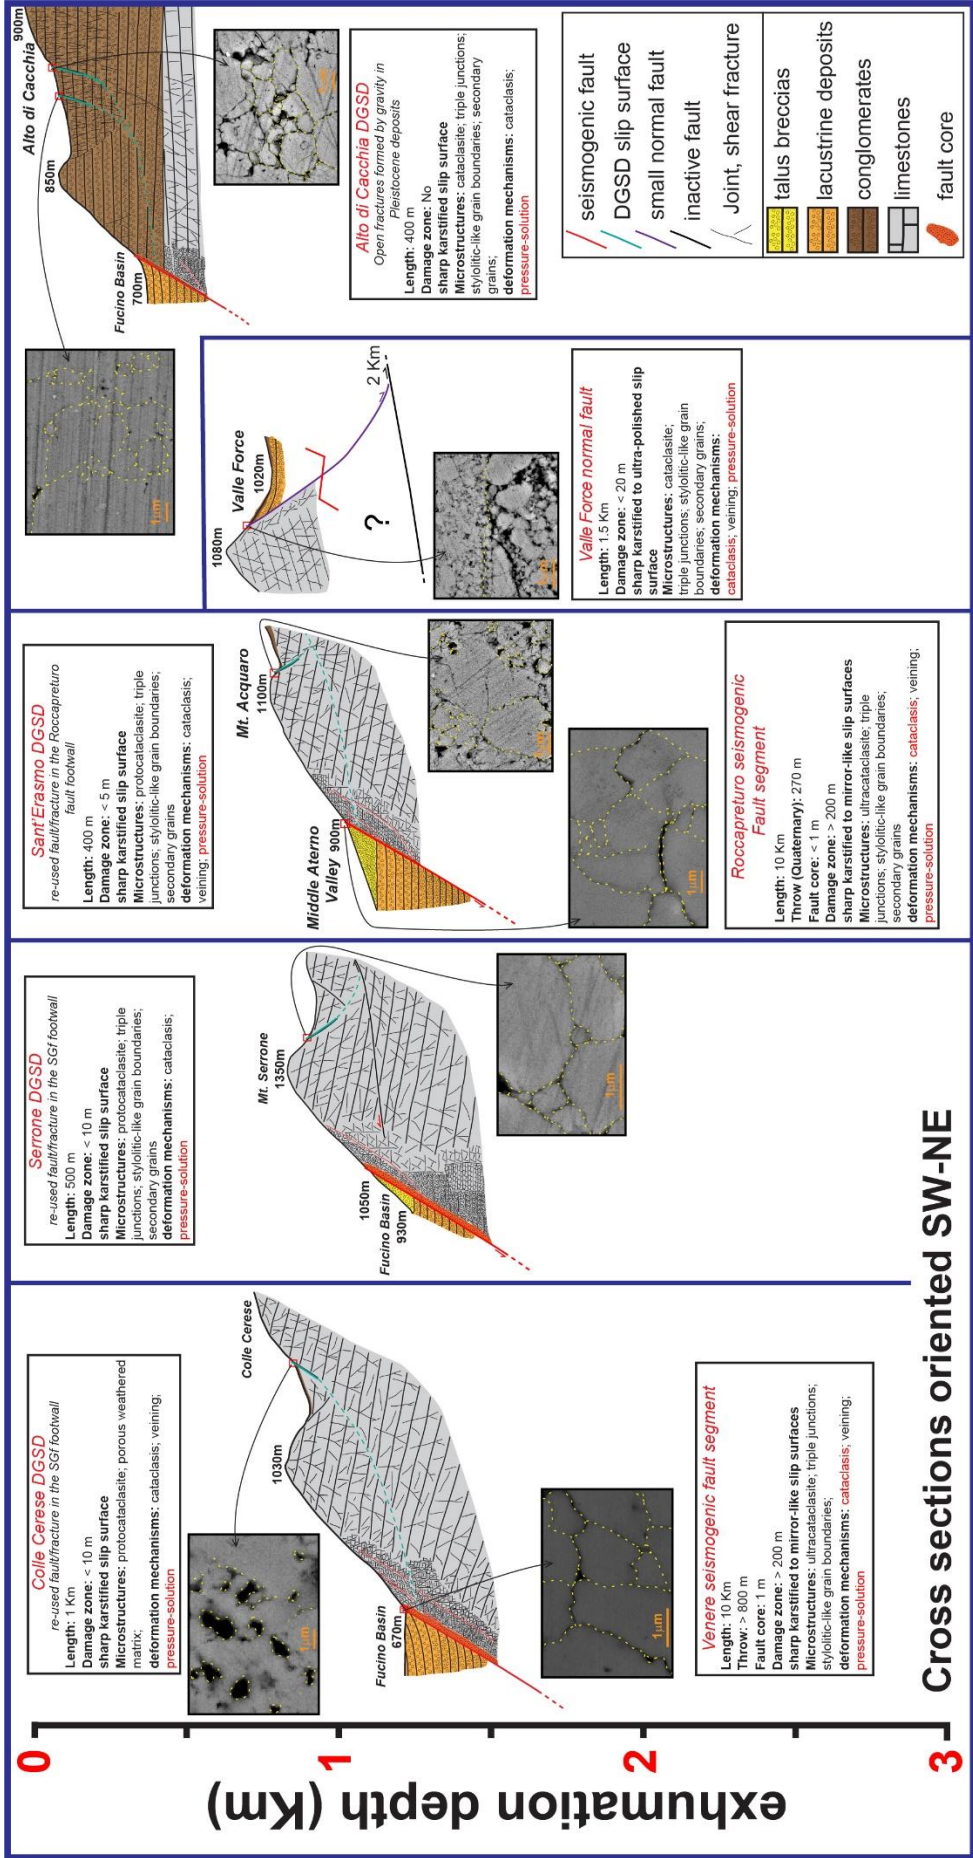 exhumation depth (Km)
0
1
2
3
Colle Cerese DGSD
re-used fault/fracture in the SGf footwall
Length: 1 Km
Damage zone: < 10 m
sharp karstified slip surface
Microstructures: protocataclasite; porous weathered
matrix;
deformation mechanisms: cataclasis; veining;
pressure-solution
1µm
Colle Cerese
1030m
Fucino Basin
670m
1µm
Venere seismogenic fault segment
Length: 10 Km
Throw: > 800 m
Fault core: 1 m
Damage zone: > 200 m
sharp karstified to mirror-like slip surfaces
Microstructures: ultracataclasite; triple junctions;
stylolitic-like grain boundaries;
deformation mechanisms: cataclasis; veining;
pressure-solution
Serrone DGSD
re-used fault/fracture in the SGf footwall
Length: 500 m
Damage zone: < 10 m
sharp karstified slip surface
Microstructures: protocataclasite; triple
junctions; stylolitic-like grain boundaries;
secondary grains
deformation mechanisms: cataclasis;
pressure-solution
Mt. Serrone
1350m
1050m
Fucino Basin
930m
1µm
Sant'Erasmo DGSD
re-used fault/fracture in the Roccapreturo
fault footwall
Length: 400 m
Damage zone: < 5 m
sharp karstified slip surface
Microstructures: protocataclasite; triple
junctions; stylolitic-like grain boundaries;
secondary grains
deformation mechanisms: cataclasis;
veining; pressure-solution
Mt. Acquaro
1100m
Middle Aterno
Valley 900m
1µm
Roccapreturo seismogenic
Fault segment
Length: 10 Km
Throw (Quaternary): 270 m
Fault core: < 1 m
Damage zone: > 200 m
sharp karstified to mirror-like slip surfaces
Microstructures: ultracataclasite; triple
junctions; stylolitic-like grain boundaries;
secondary grains
deformation mechanisms: cataclasis; veining;
pressure-solution
1µm
Valle Force
1080m
1020m
2 Km
?
Valle Force normal fault
Length: 1.5 Km
Damage zone: < 20 m
sharp karstified to ultra-polished slip
surface
Microstructures: cataclasite;
triple junctions; stylolitic-like grain
boundaries; secondary grains;
deformation mechanisms:
cataclasis; veining; pressure-solution
Alto di Cacchia
900m
850m
Fucino Basin
700m
Alto di Cacchia DGSD
Open fractures formed by gravity in
Pleistocene deposits
Length: 400 m
Damage zone: No
sharp karstified slip surface
Microstructures: cataclasite; triple junctions;
stylolitic-like grain boundaries; secondary
grains;
deformation mechanisms: cataclasis;
pressure-solution
seismogenic fault
DGSD slip surface
small normal fault
inactive fault
Joint, shear fracture
talus breccias
lacustrine deposits
conglomerates
limestones
fault core
Cross sections oriented SW-NE